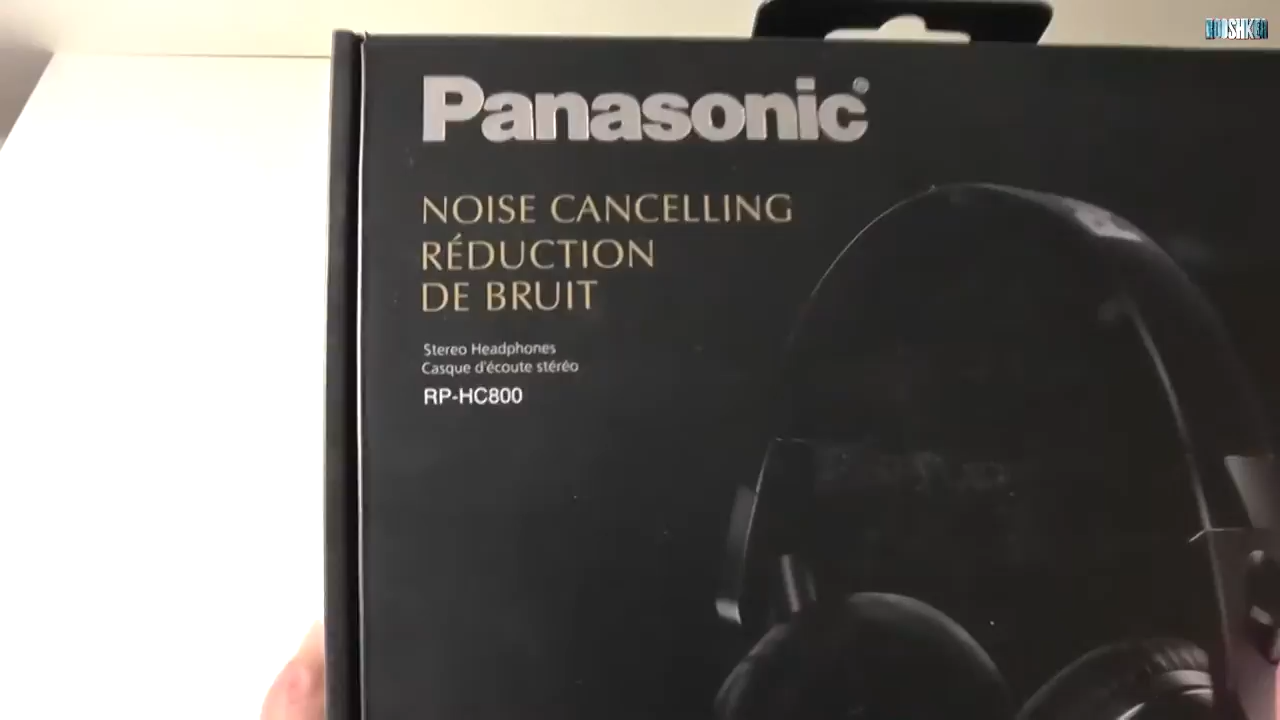 Panasonic®
NOISE CANCELLING
RÉDUCTION
DE BRUIT
Stereo Headphones
Casque d'écoute stéréo
RP-HC800